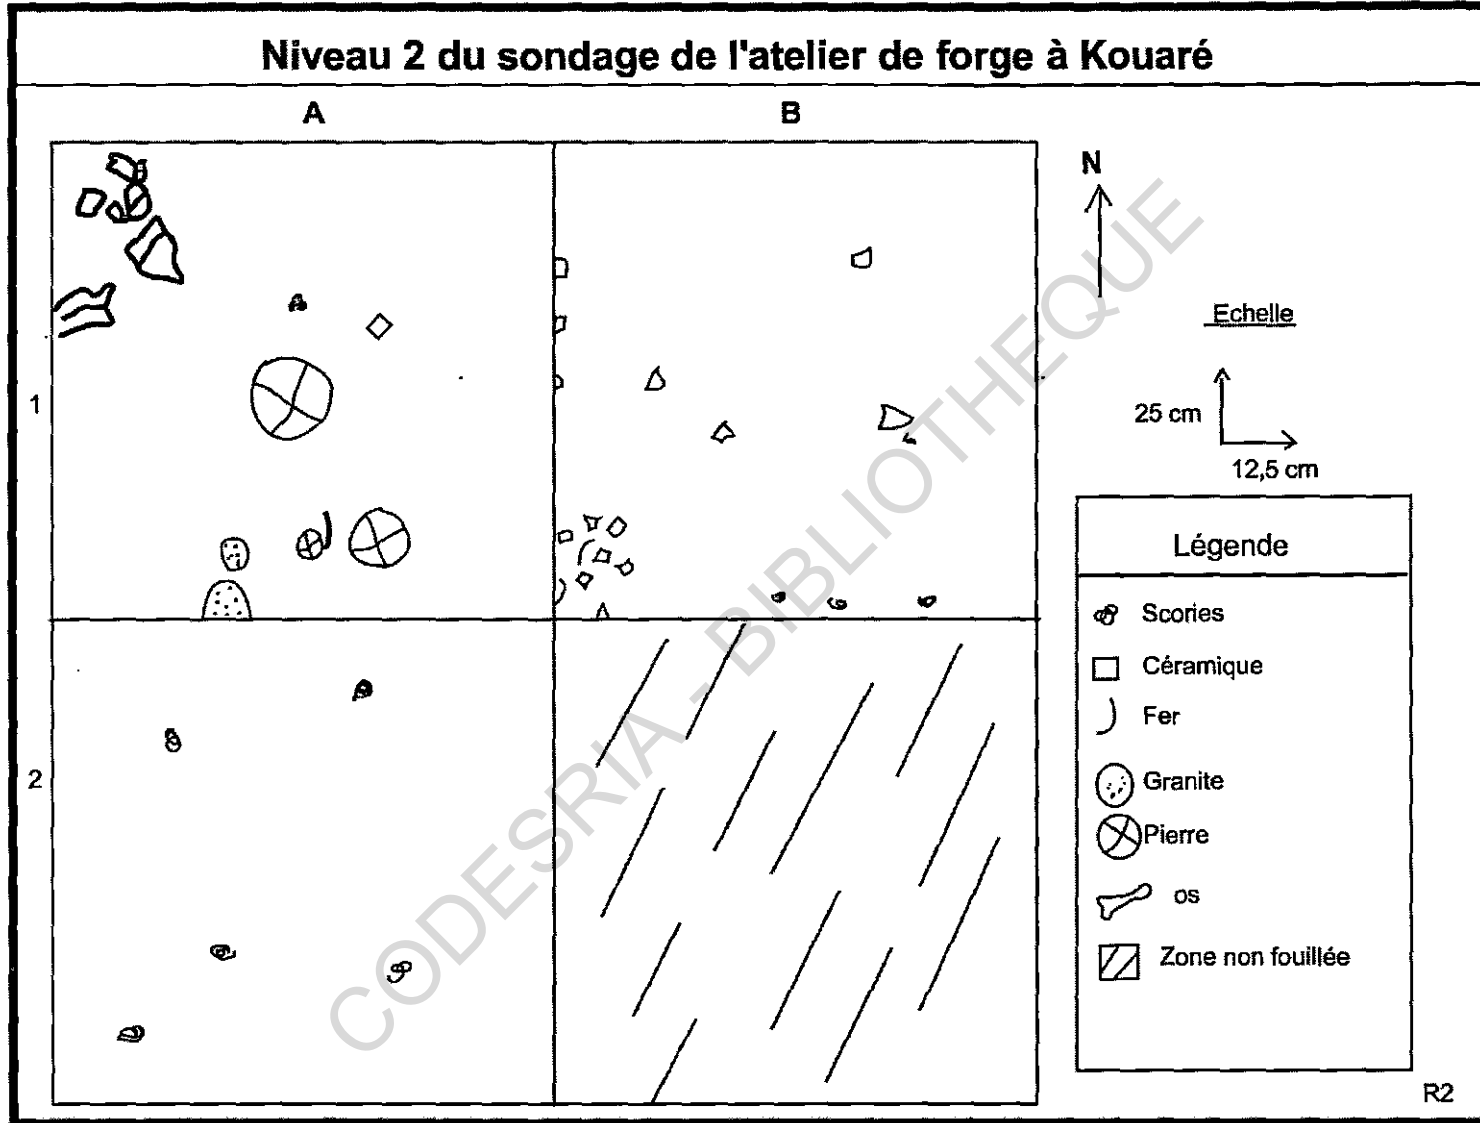 Niveau 2 du sondage de l'atelier de forge à Kouaré
A B
N
Echelle
1
25 cm
12,5 cm
Légende
Scories
Céramique
Fer
2
Granite
Pierre
os
Zone non fouillée
R2
CODESRIA - BIBLIOTHEQUE